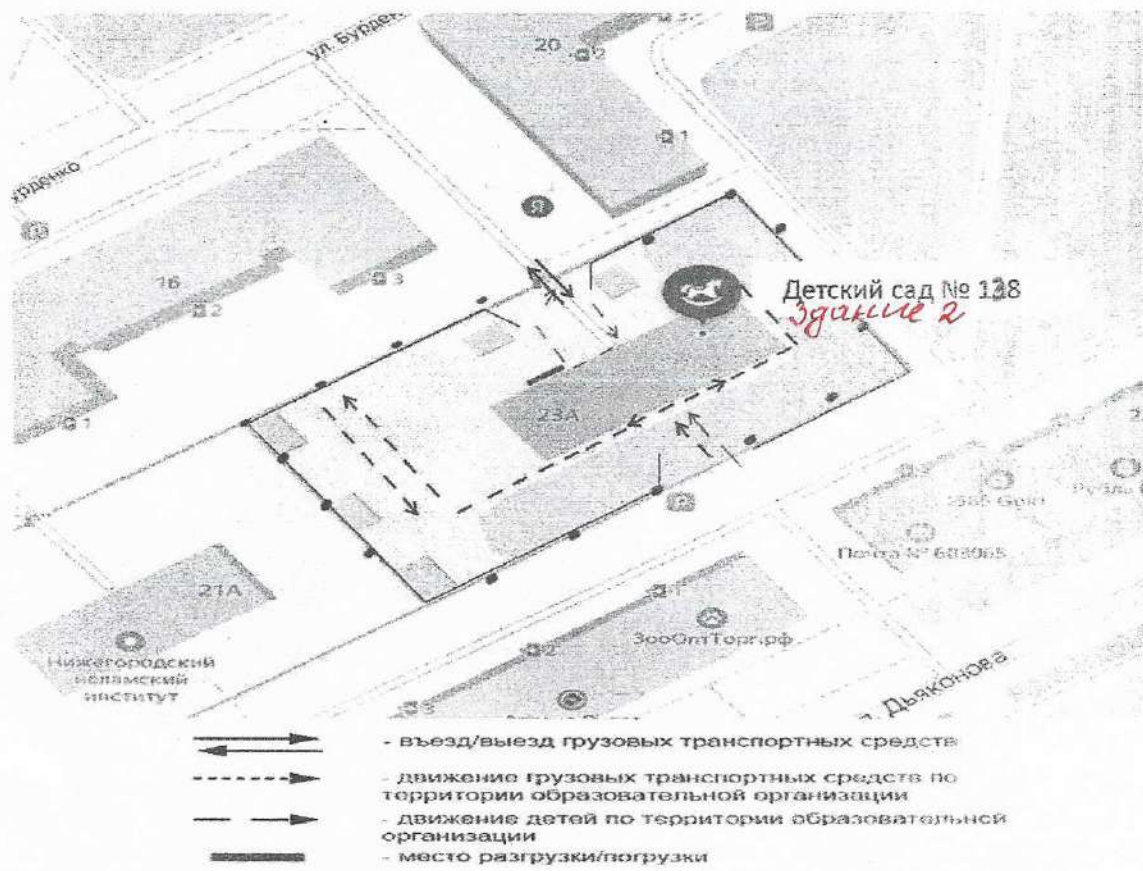 ул. Бурден
20
2
1
урденко
16
3
2
1
Детский сад № 138
Здание 2
23А
Почта № 603065
21А
1
ЗооОптТорг.рф
2
Нижегородский
исламский
институт
Дьяконова
3
- въезд/выезд грузовых транспортных средств
- движение грузовых транспортных средств по
территории образовательной организации
- движение детей по территории образовательной
организации
- место разгрузки/погрузки